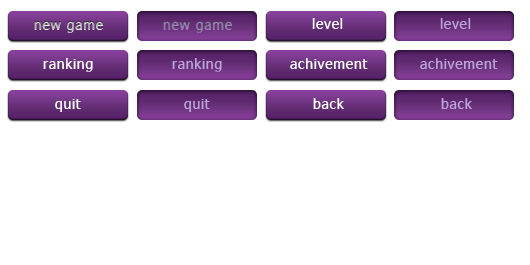 new game new game level level
ranking ranking achivement achivement
quit quit back back